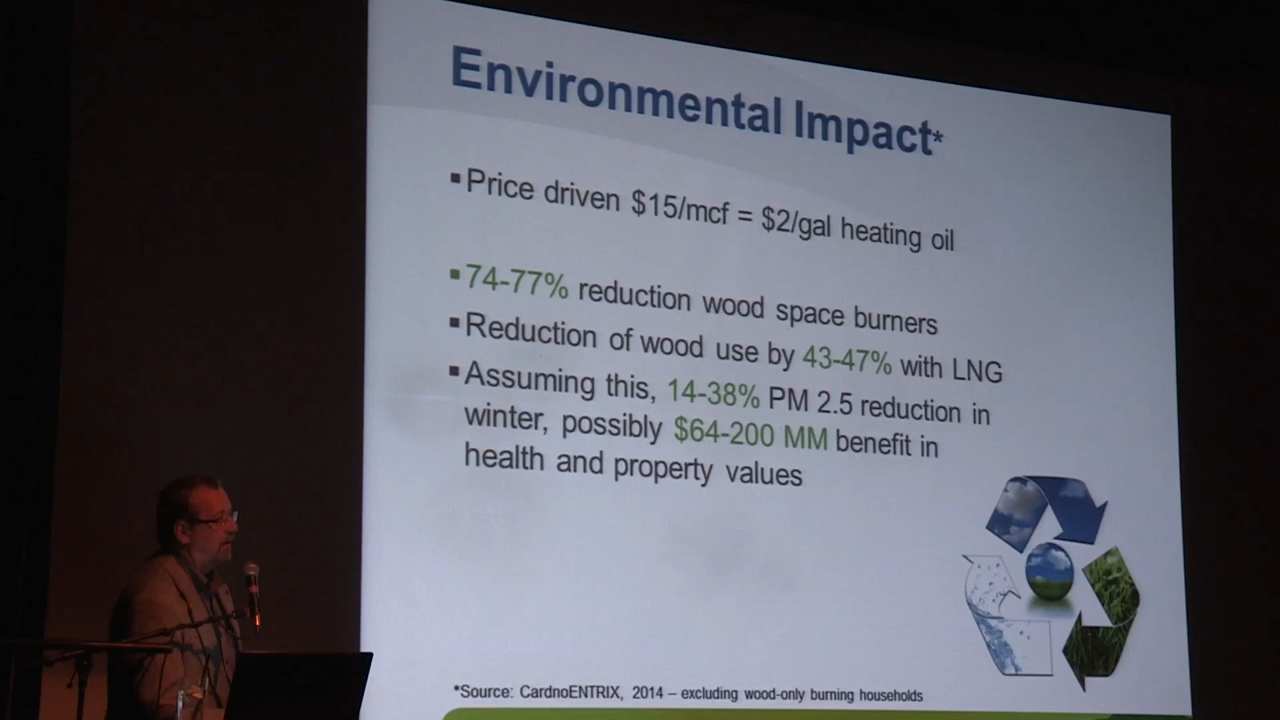 Environmental Impact*
▪Price driven $15/mcf = $2/gal heating oil
▪74-77% reduction wood space burners
▪Reduction of wood use by 43-47% with LNG
▪Assuming this, 14-38% PM 2.5 reduction in
winter, possibly $64-200 MM benefit in
health and property values
*Source: CardnoENTRIX, 2014 – excluding wood-only burning households